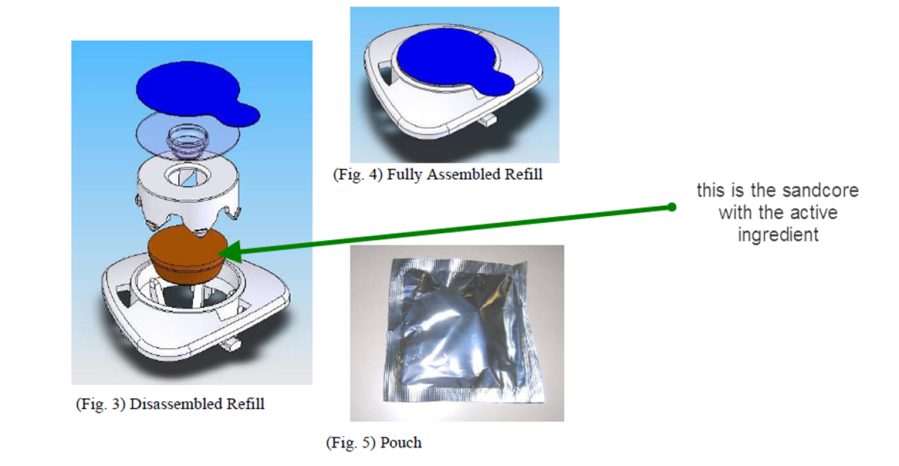 (Fig. 4) Fully Assembled Refill
this is the sandcore
with the active
ingredient
(Fig. 3) Disassembled Refill
(Fig. 5) Pouch